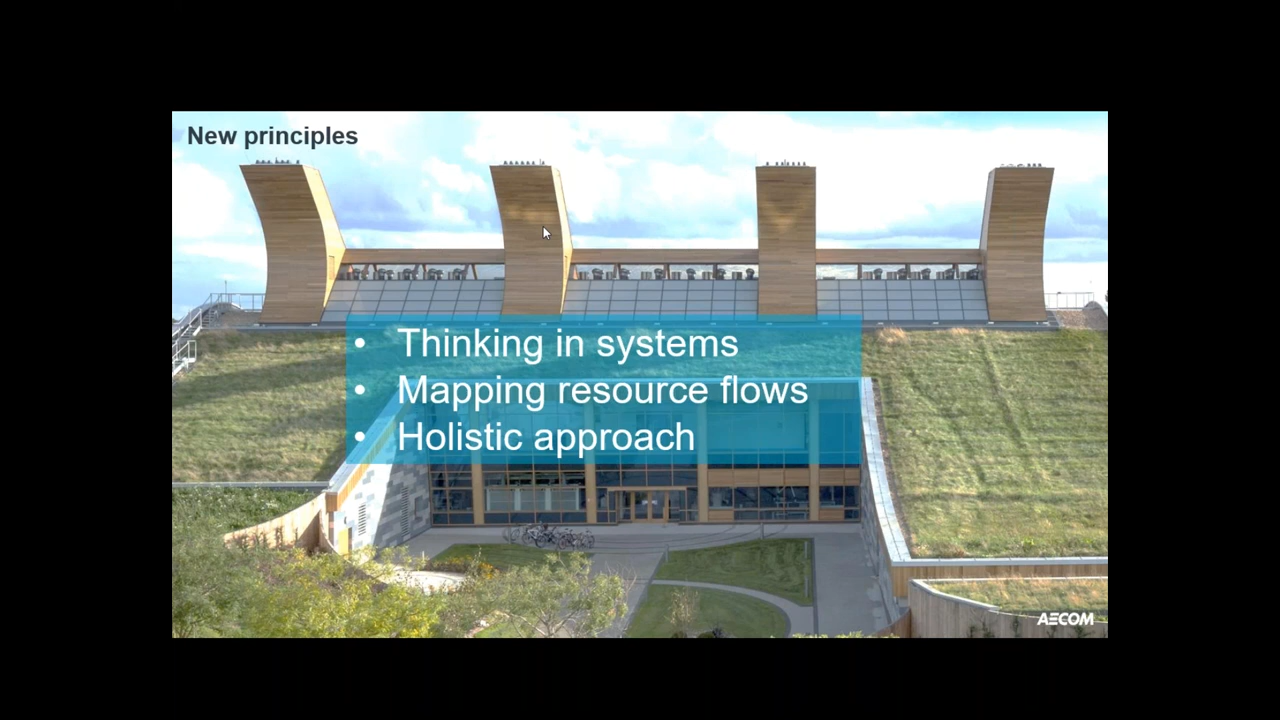 New principles
• Thinking in systems
• Mapping resource flows
• Holistic approach
AECOM